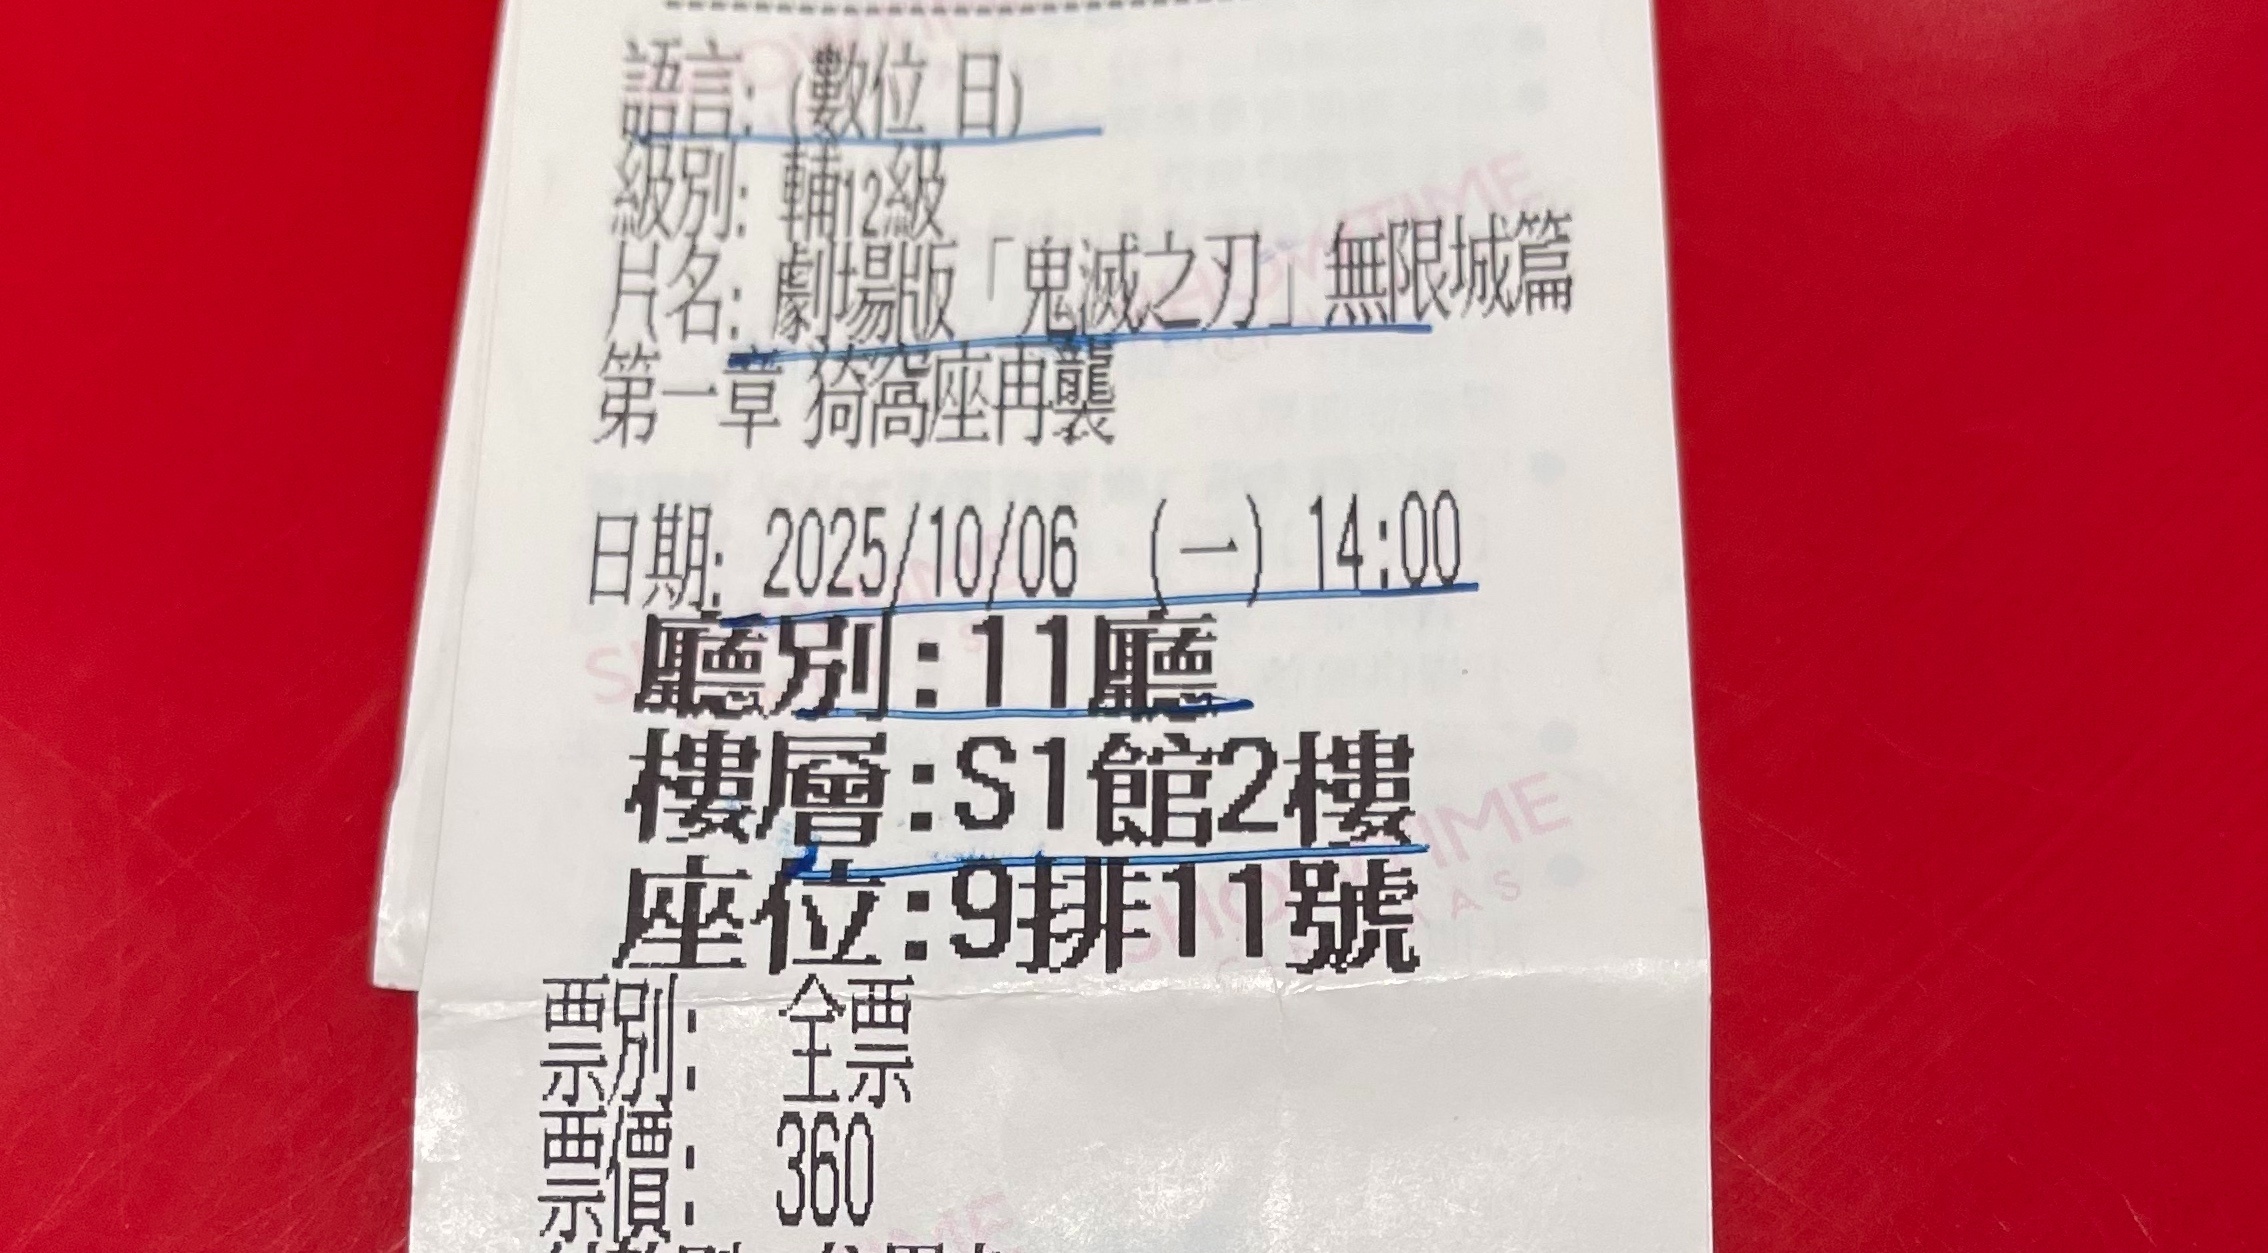 語言: (數位 日)
級別: 輔12級
片名: 劇場版「鬼滅之刃」無限城篇
第一章 猗窩座再襲
日期: 2025/10/06 (一) 14:00
廳別:11廳
樓層:S1館2樓
座位:9排11號
票別: 全票
票價: 360